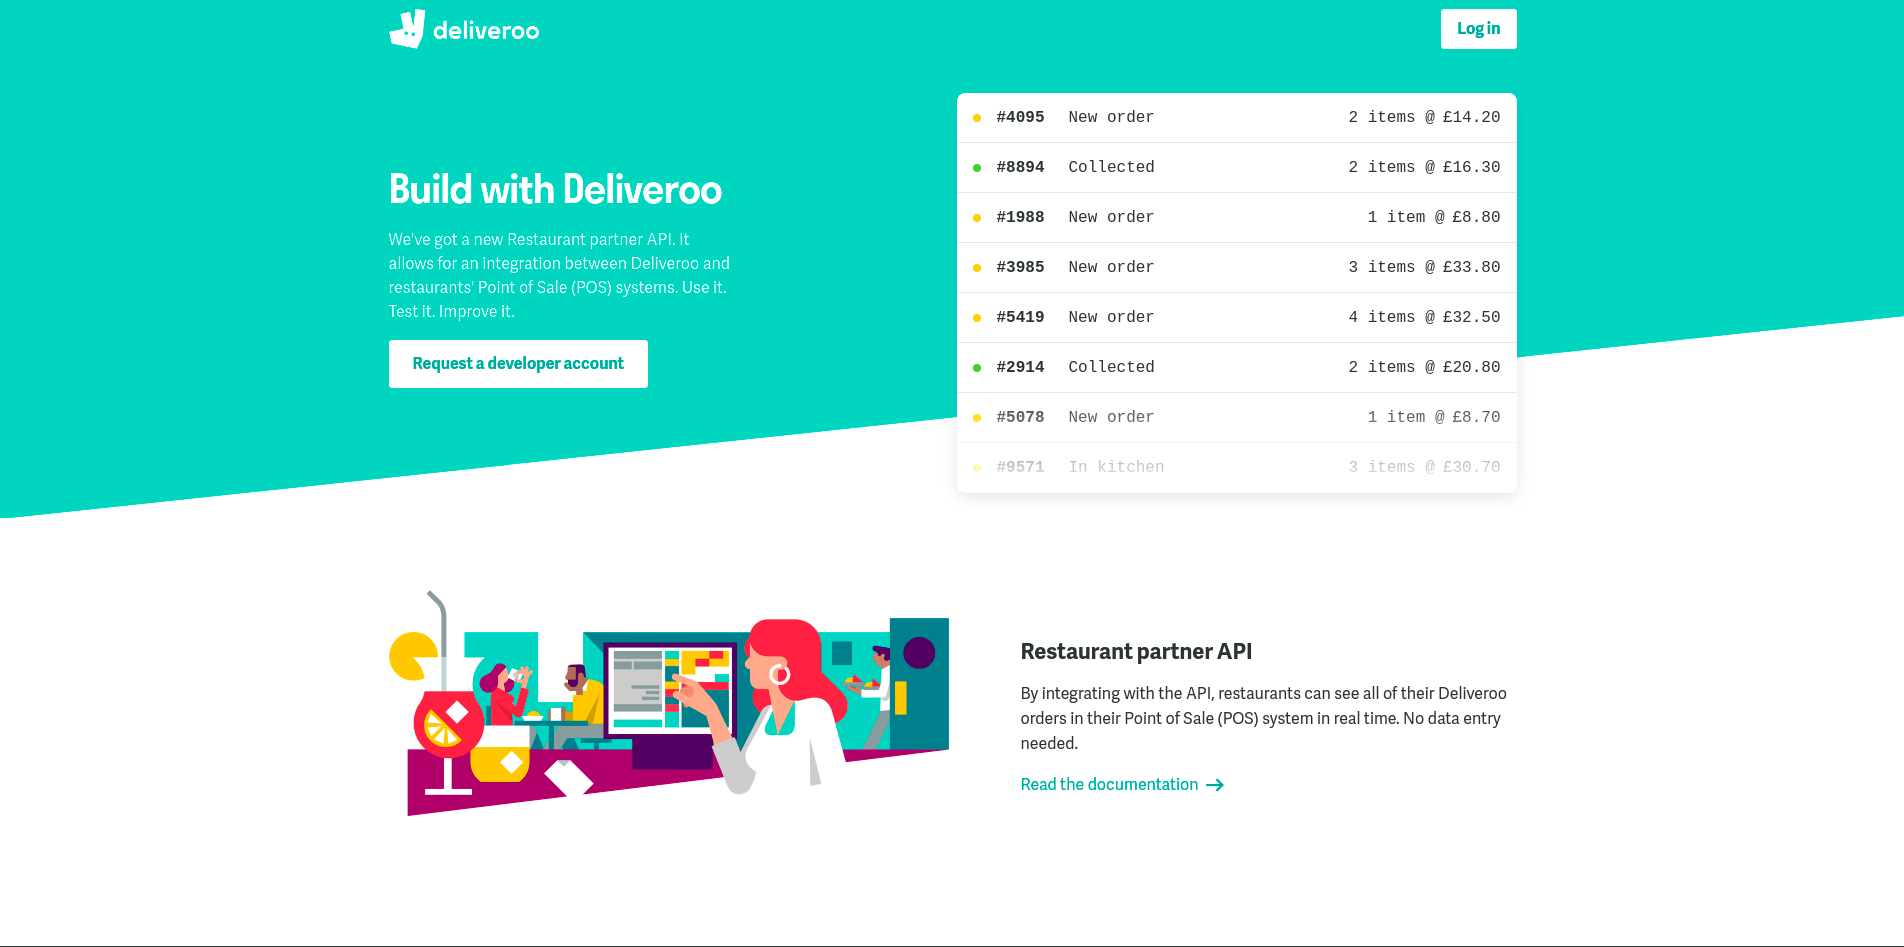 deliveroo
Log in
Build with Deliveroo
We've got a new Restaurant partner API. It
allows for an integration between Deliveroo and
restaurants' Point of Sale (POS) systems. Use it.
Test it. Improve it.
Request a developer account
#4095 New order 2 items @ £14.20
#8894 Collected 2 items @ £16.30
#1988 New order 1 item @ £8.80
#3985 New order 3 items @ £33.80
#5419 New order 4 items @ £32.50
#2914 Collected 2 items @ £20.80
#5078 New order 1 item @ £8.70
#9571 In kitchen 3 items @ £30.70
Restaurant partner API
By integrating with the API, restaurants can see all of their Deliveroo
orders in their Point of Sale (POS) system in real time. No data entry
needed.
Read the documentation →